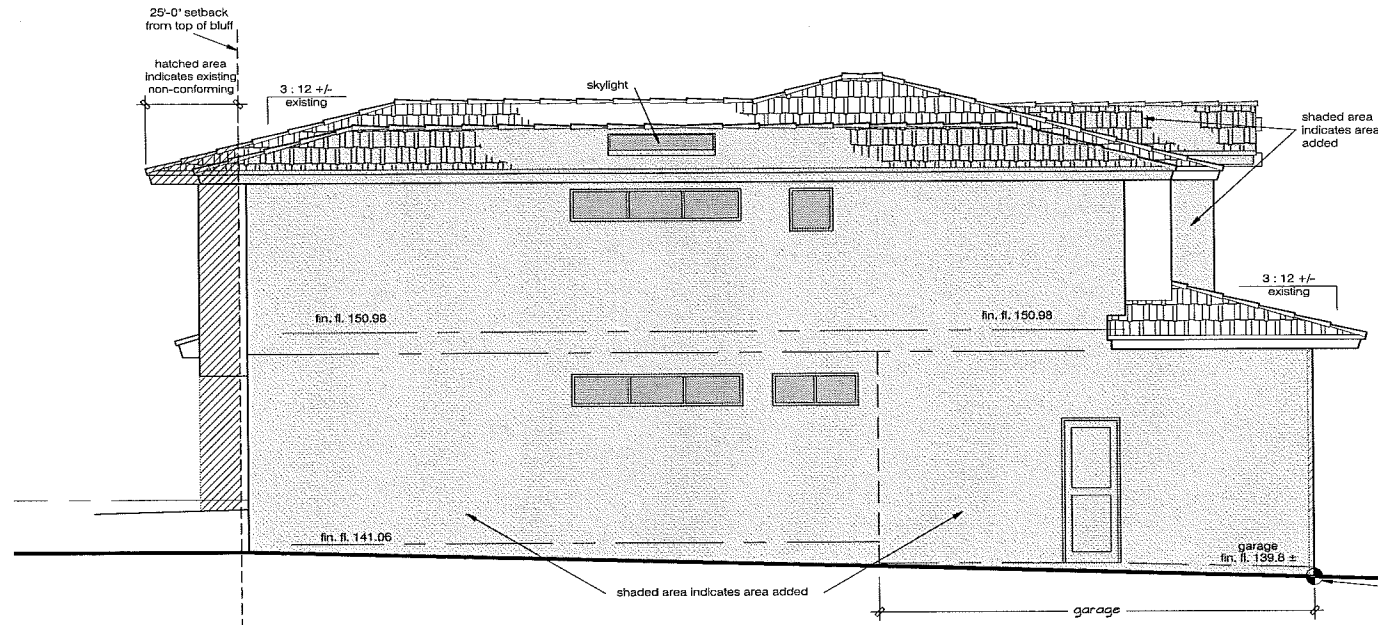 25'-0" setback
from top of bluff
hatched area
indicates existing
non-conforming
3 : 12 +/-
existing
skylight
shaded area
indicates area
added
3 : 12 +/-
existing
fin. fl. 150.98
fin. fl. 150.98
fin. fl. 141.06
garage
fin. fl. 139.8 ±
shaded area indicates area added
garage